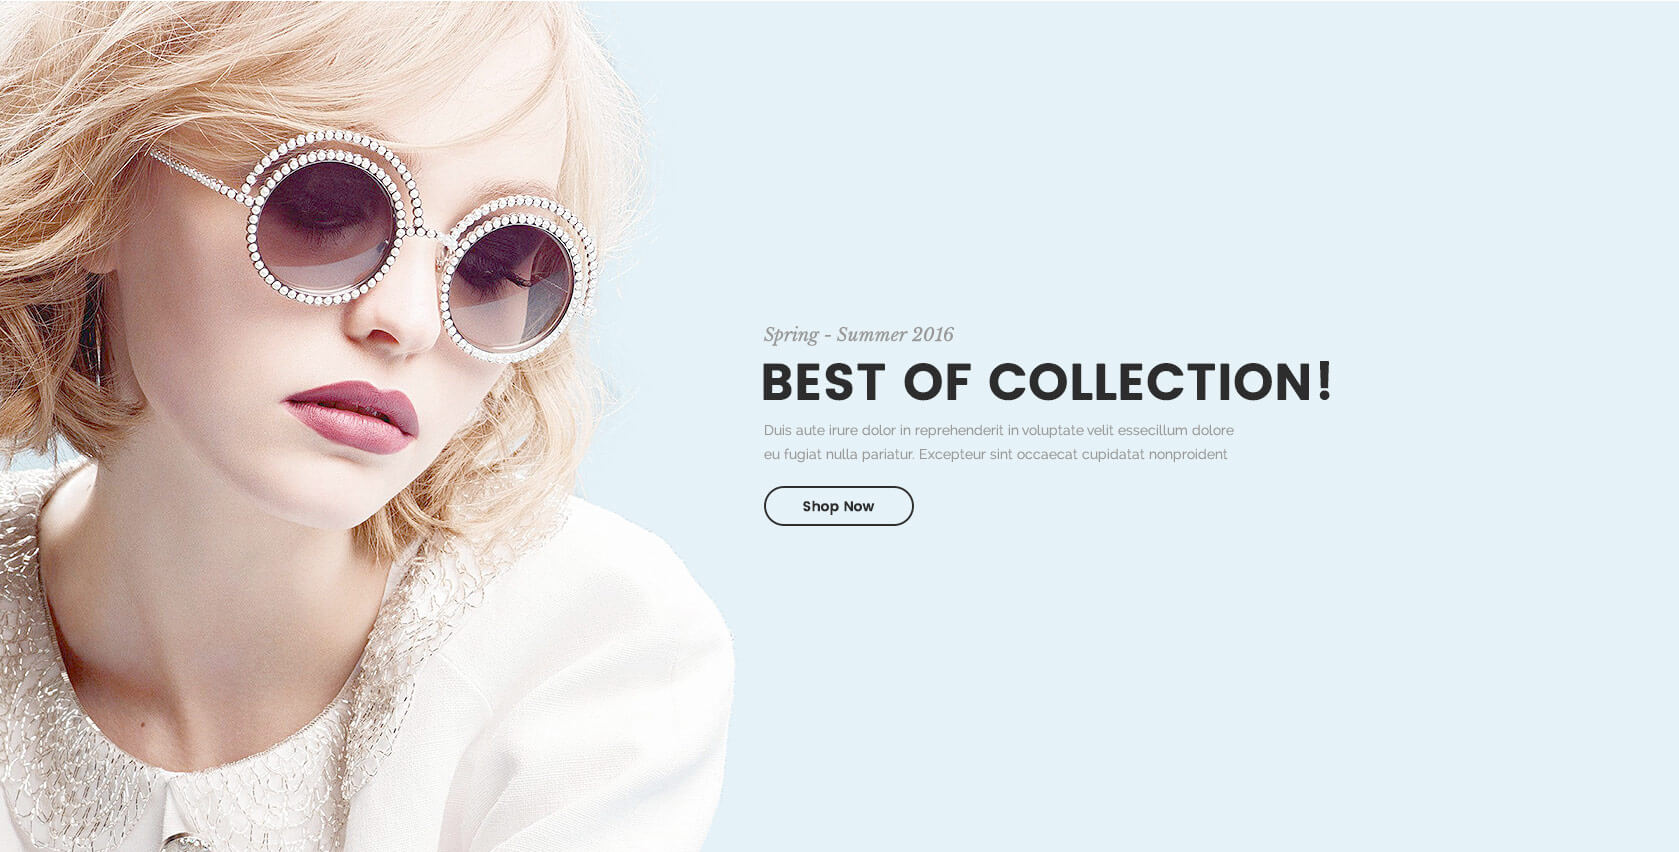 Spring - Summer 2016
BEST OF COLLECTION!
Duis aute irure dolor in reprehenderit in voluptate velit essecillum dolore
eu fugiat nulla pariatur. Excepteur sint occaecat cupidatat nonproident
Shop Now